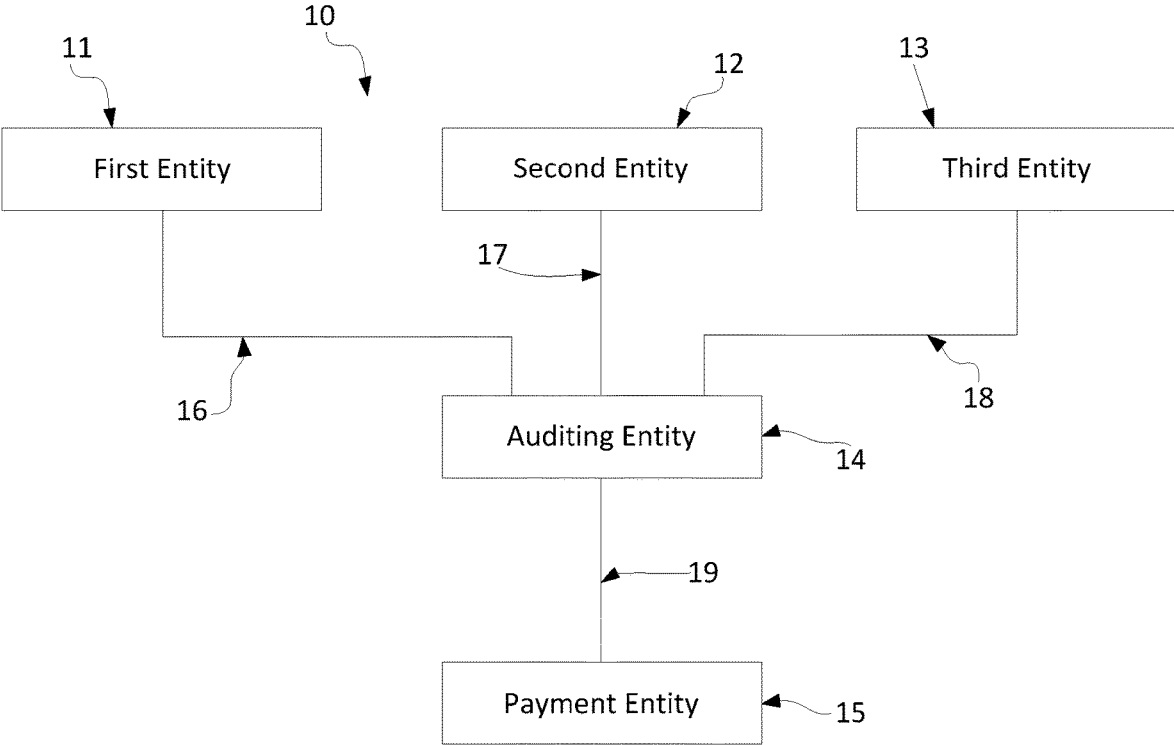 10
11
12
13
First Entity
Second Entity
Third Entity
17
16
18
Auditing Entity
14
19
Payment Entity
15